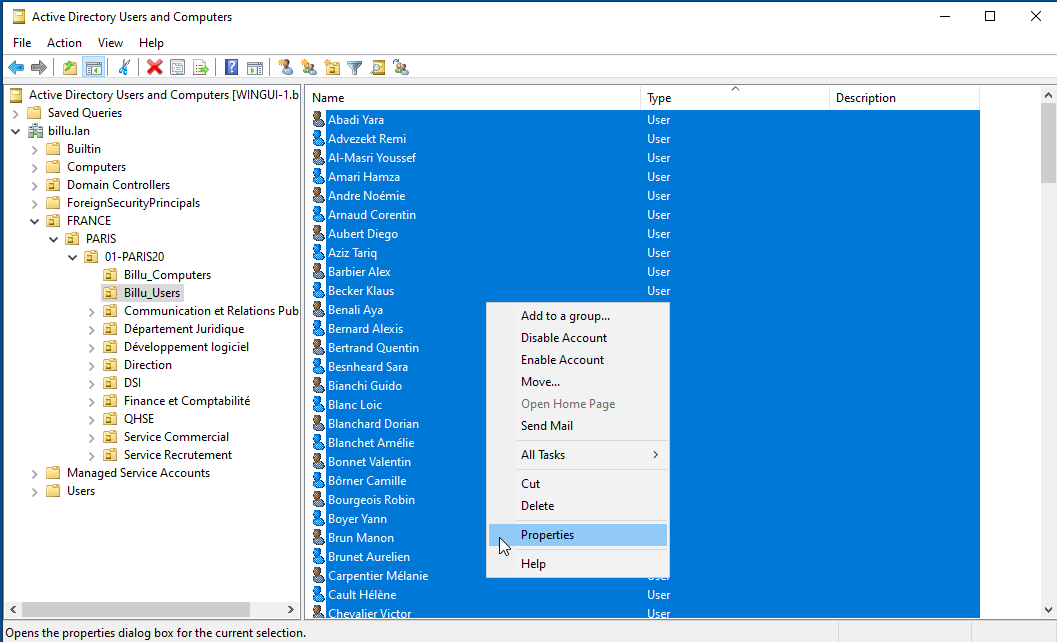 Active Directory Users and Computers
File Action View Help
Active Directory Users and Computers [WINGUI-1.b
Saved Queries
billu.lan
Builtin
Computers
Domain Controllers
ForeignSecurityPrincipals
FRANCE
PARIS
01-PARIS20
Billu_Computers
Billu_Users
Communication et Relations Pub
Département Juridique
Développement logiciel
Direction
DSI
Finance et Comptabilité
QHSE
Service Commercial
Service Recrutement
Managed Service Accounts
Users
Name Type Description
Abadi Yara User
Advezekt Remi User
Al-Masri Youssef User
Amari Hamza User
Andre Noémie User
Arnaud Corentin User
Aubert Diego User
Aziz Tariq User
Barbier Alex User
Becker Klaus User
Benali Aya
Bernard Alexis
Bertrand Quentin
Besnheard Sara
Bianchi Guido
Blanc Loic
Blanchard Dorian
Blanchet Amélie
Bonnet Valentin
Börner Camille
Bourgeois Robin
Boyer Yann
Brun Manon
Brunet Aurelien
Carpentier Mélanie User
Cault Hélène User
Chevalier Victor User
Add to a group...
Disable Account
Enable Account
Move...
Open Home Page
Send Mail
All Tasks
Cut
Delete
Properties
Help
Opens the properties dialog box for the current selection.